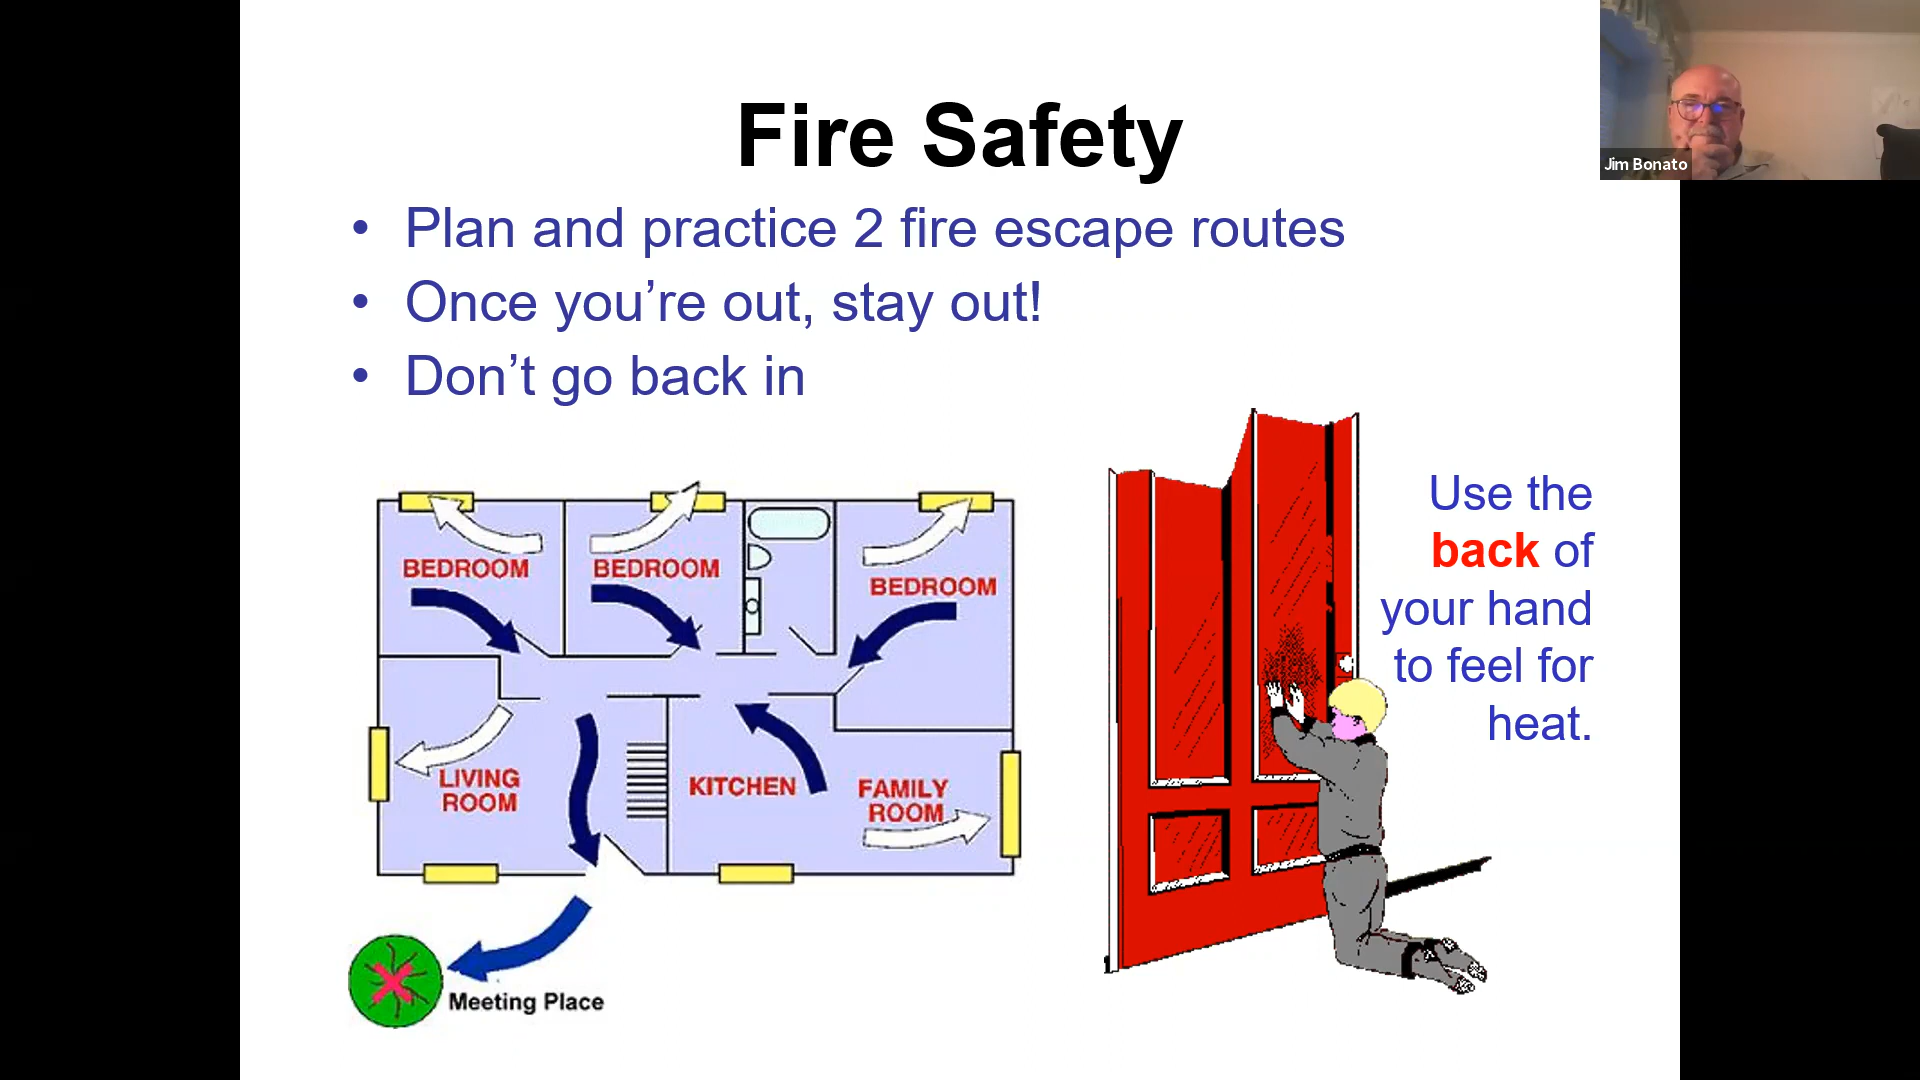 Fire Safety
• Plan and practice 2 fire escape routes
• Once you’re out, stay out!
• Don’t go back in
Use the
back of
your hand
to feel for
heat.
BEDROOM
BEDROOM
BEDROOM
LIVING
ROOM
KITCHEN
FAMILY
ROOM
Meeting Place
Jim Bonato